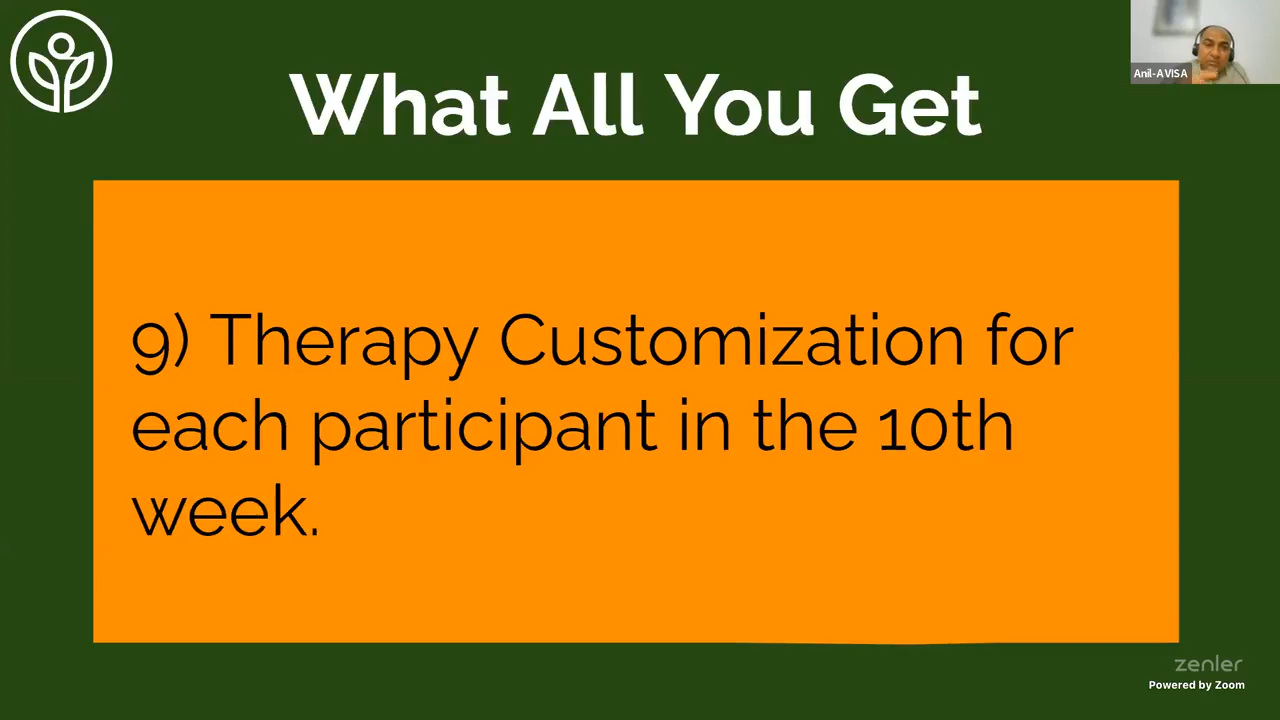 What All You Get
Anil-AVISA
9) Therapy Customization for
each participant in the 10th
week.
zenler
Powered by Zoom